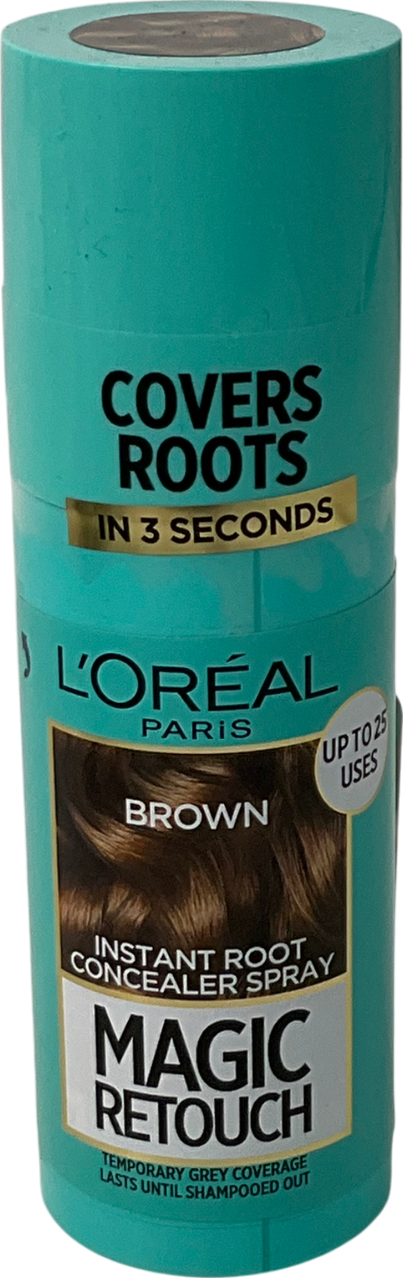 COVERS
ROOTS
IN 3 SECONDS
L'ORÉAL
PARiS
UP TO 25
USES
BROWN
INSTANT ROOT
CONCEALER SPRAY
MAGIC
RETOUCH
TEMPORARY GREY COVERAGE
LASTS UNTIL SHAMPOOED OUT